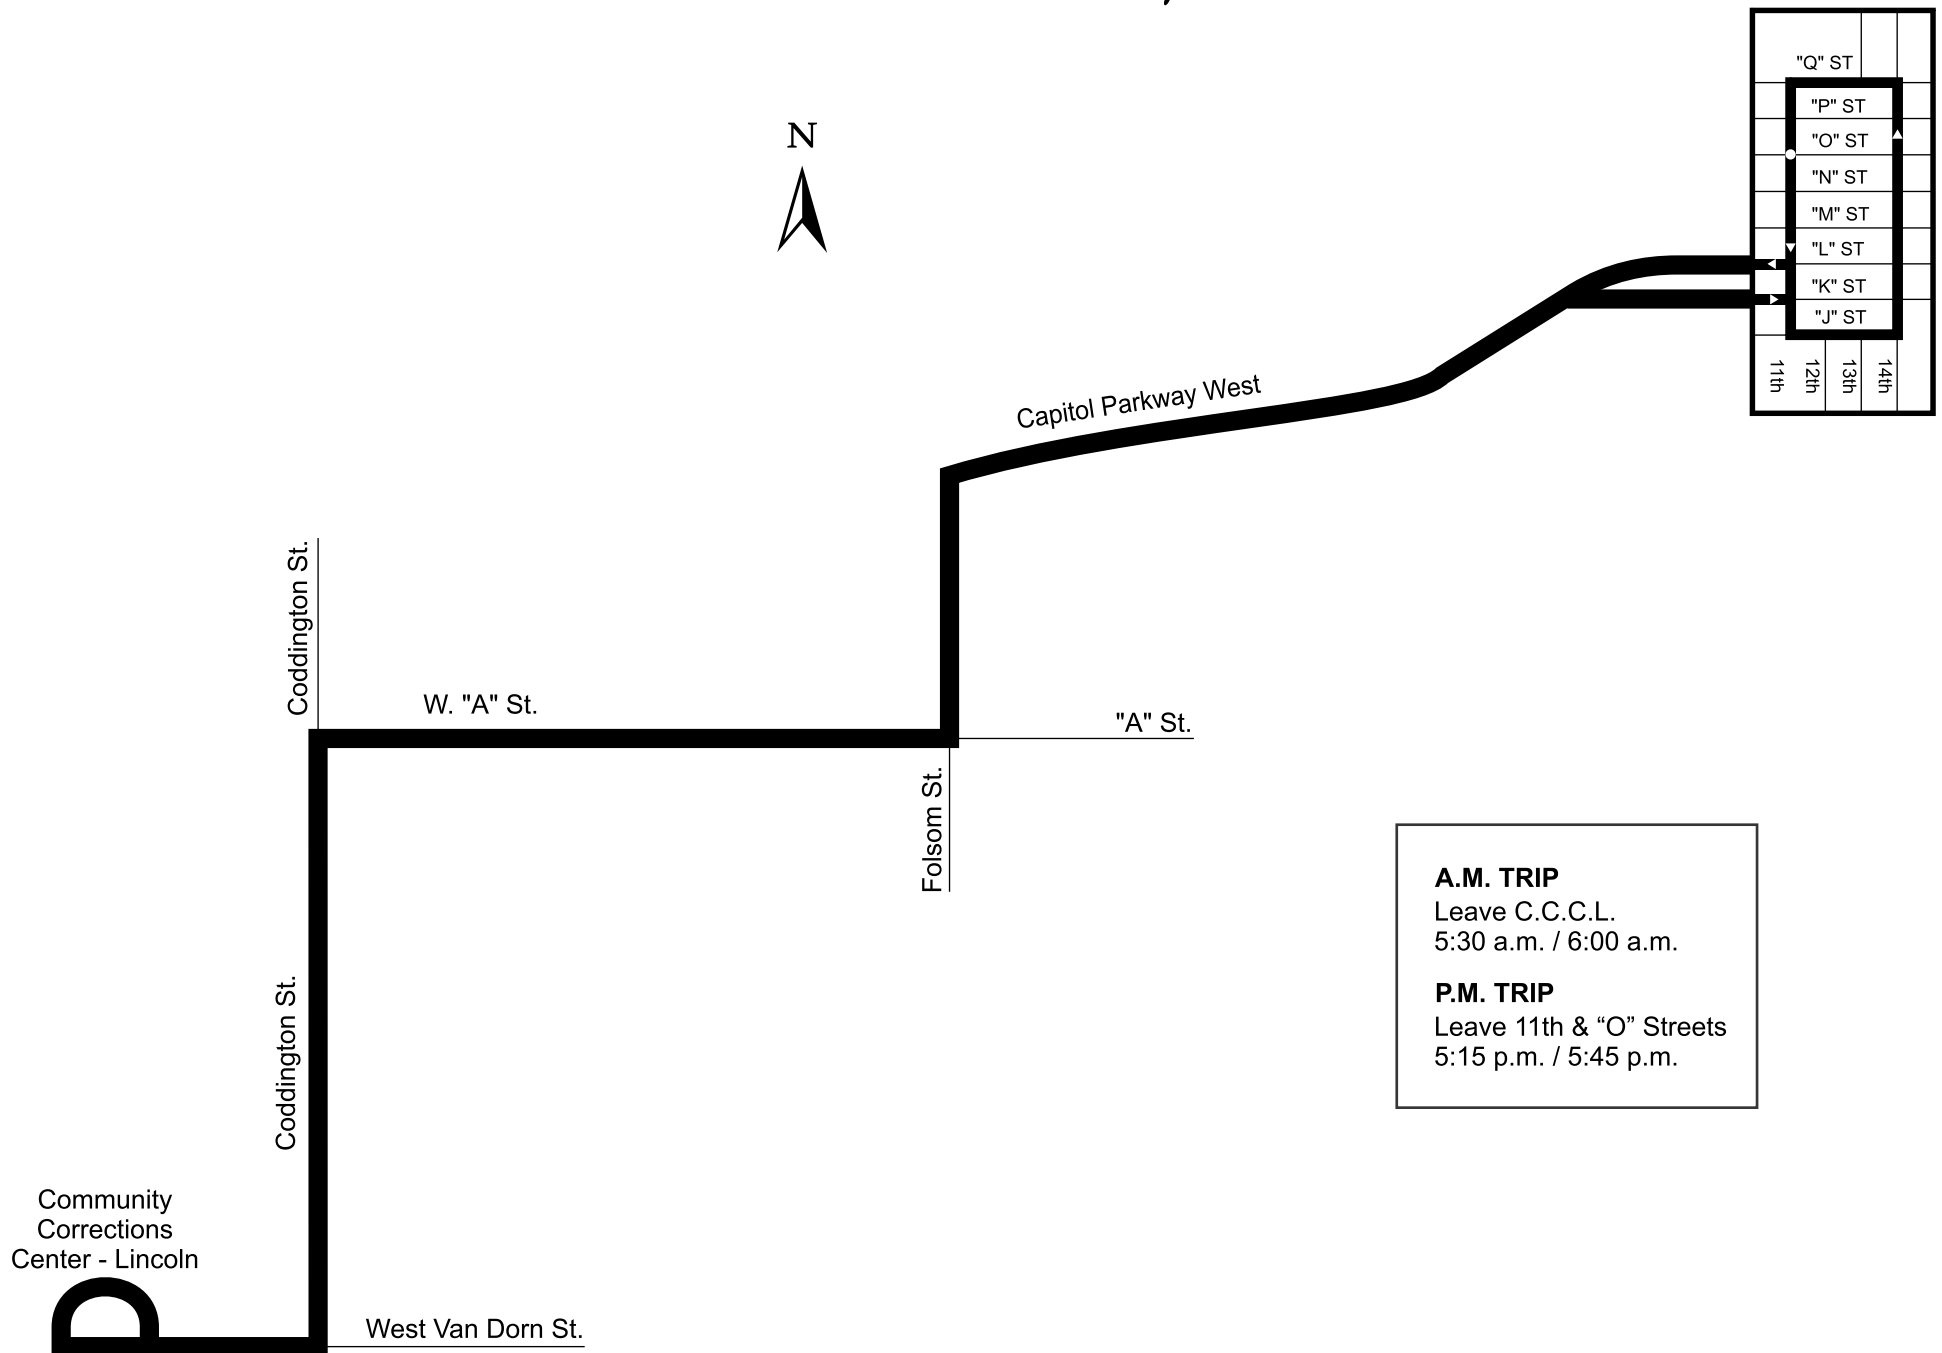 N
"Q" ST
"P" ST
"O" ST
"N" ST
"M" ST
"L" ST
"K" ST
"J" ST
11th
12th
13th
14th
Capitol Parkway West
Coddington St.
W. "A" St.
"A" St.
Folsom St.
A.M. TRIP
Leave C.C.C.L.
5:30 a.m. / 6:00 a.m.
P.M. TRIP
Leave 11th & “O” Streets
5:15 p.m. / 5:45 p.m.
Coddington St.
Community
Corrections
Center - Lincoln
West Van Dorn St.